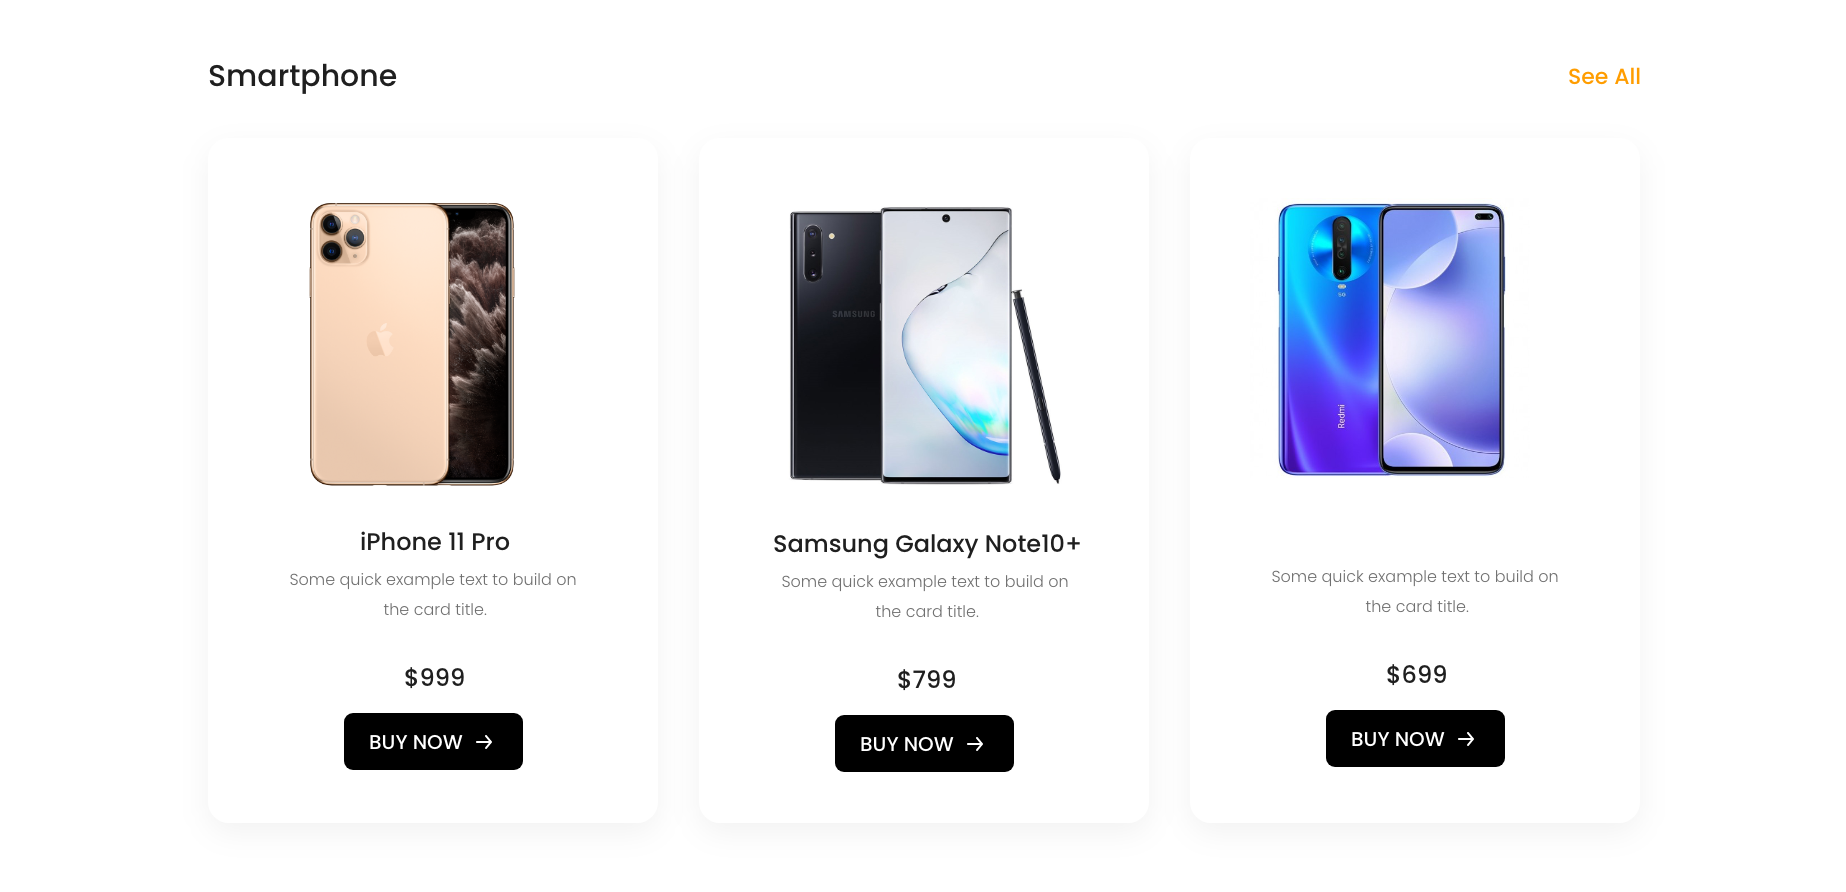 Smartphone
See All
SAMSUNG
Redmi
iPhone 11 Pro
Some quick example text to build on
the card title.
$999
BUY NOW
Samsung Galaxy Note10+
Some quick example text to build on
the card title.
$799
BUY NOW
Some quick example text to build on
the card title.
$699
BUY NOW